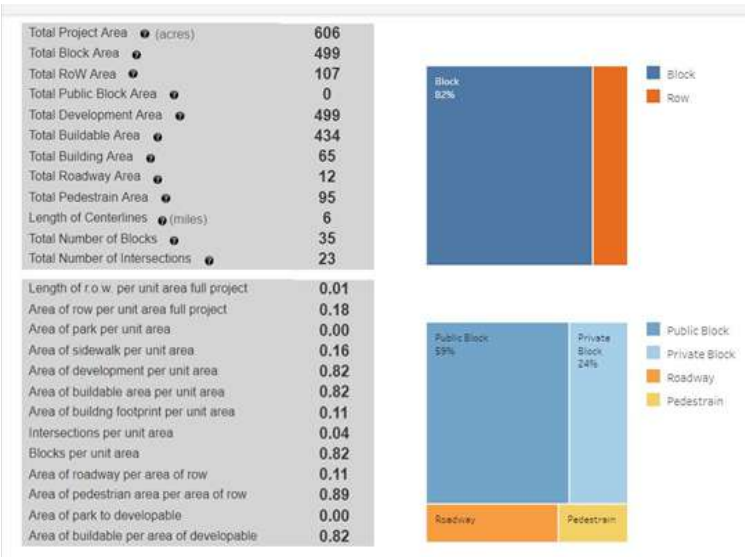 Total Project Area (acres) 606
Total Block Area 499
Total RoW Area 107
Total Public Block Area 0
Total Development Area 499
Total Buildable Area 434
Total Building Area 65
Total Roadway Area 12
Total Pedestrain Area 95
Length of Centerlines (miles) 6
Total Number of Blocks 35
Total Number of Intersections 23
Length of r.o.w. per unit area full project 0.01
Area of row per unit area full project 0.18
Area of park per unit area 0.00
Area of sidewalk per unit area 0.16
Area of development per unit area 0.82
Area of buildable area per unit area 0.82
Area of buildng footprint per unit area 0.11
Intersections per unit area 0.04
Blocks per unit area 0.82
Area of roadway per area of row 0.11
Area of pedestrian area per area of row 0.89
Area of park to developable 0.00
Area of buildable per area of developable 0.82
Block
82%
Block
Row
Public Block
59%
Private
Block
24%
Roadway
Pedestrain
Public Block
Private Block
Roadway
Pedestrain